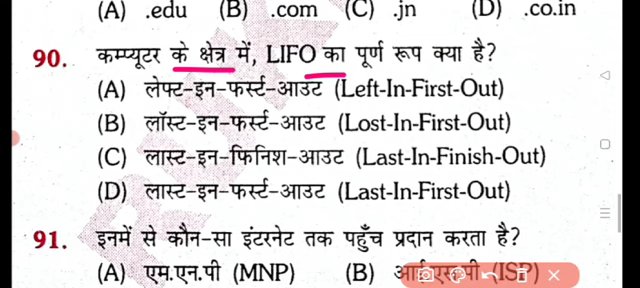 (A) .edu (B) .com (C) .jn (D) .co.in
90. कम्प्यूटर के क्षेत्र में, LIFO का पूर्ण रूप क्या है?
(A) लेफ्ट-इन-फर्स्ट-आउट (Left-In-First-Out)
(B) लॉस्ट-इन-फर्स्ट-आउट (Lost-In-First-Out)
(C) लास्ट-इन-फिनिश-आउट (Last-In-Finish-Out)
(D) लास्ट-इन-फर्स्ट-आउट (Last-In-First-Out)
91. इनमें से कौन-सा इंटरनेट तक पहुँच प्रदान करता है?
(A) एम.एन.पी (MNP) (B) (ISP)